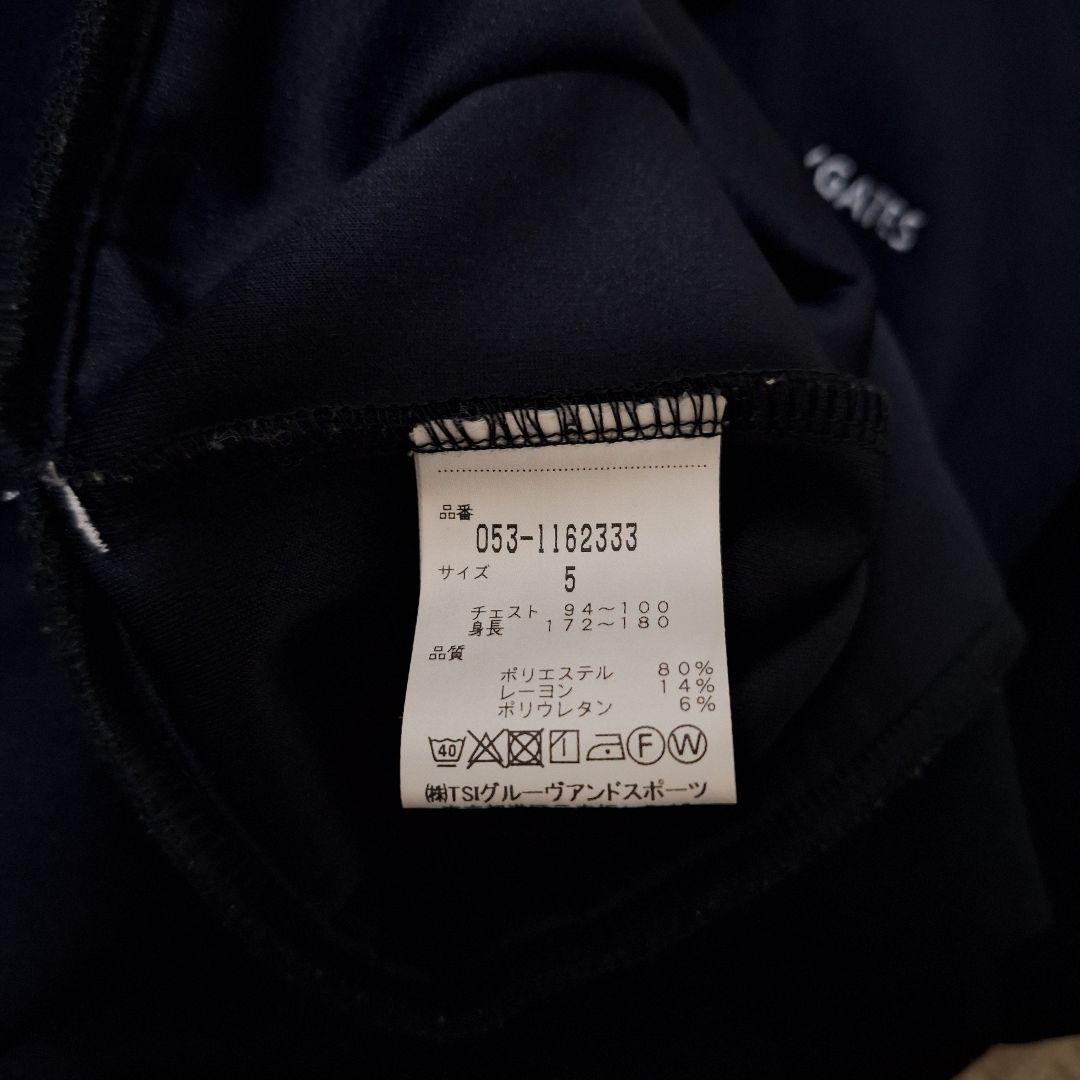 'GATES
品番
053-1162333
サイズ 5
チェスト 94〜100
身長 172〜180
品質
ポリエステル 80%
レーヨン 14%
ポリウレタン 6%
40 F W
㈱TSIグルーヴアンドスポーツ